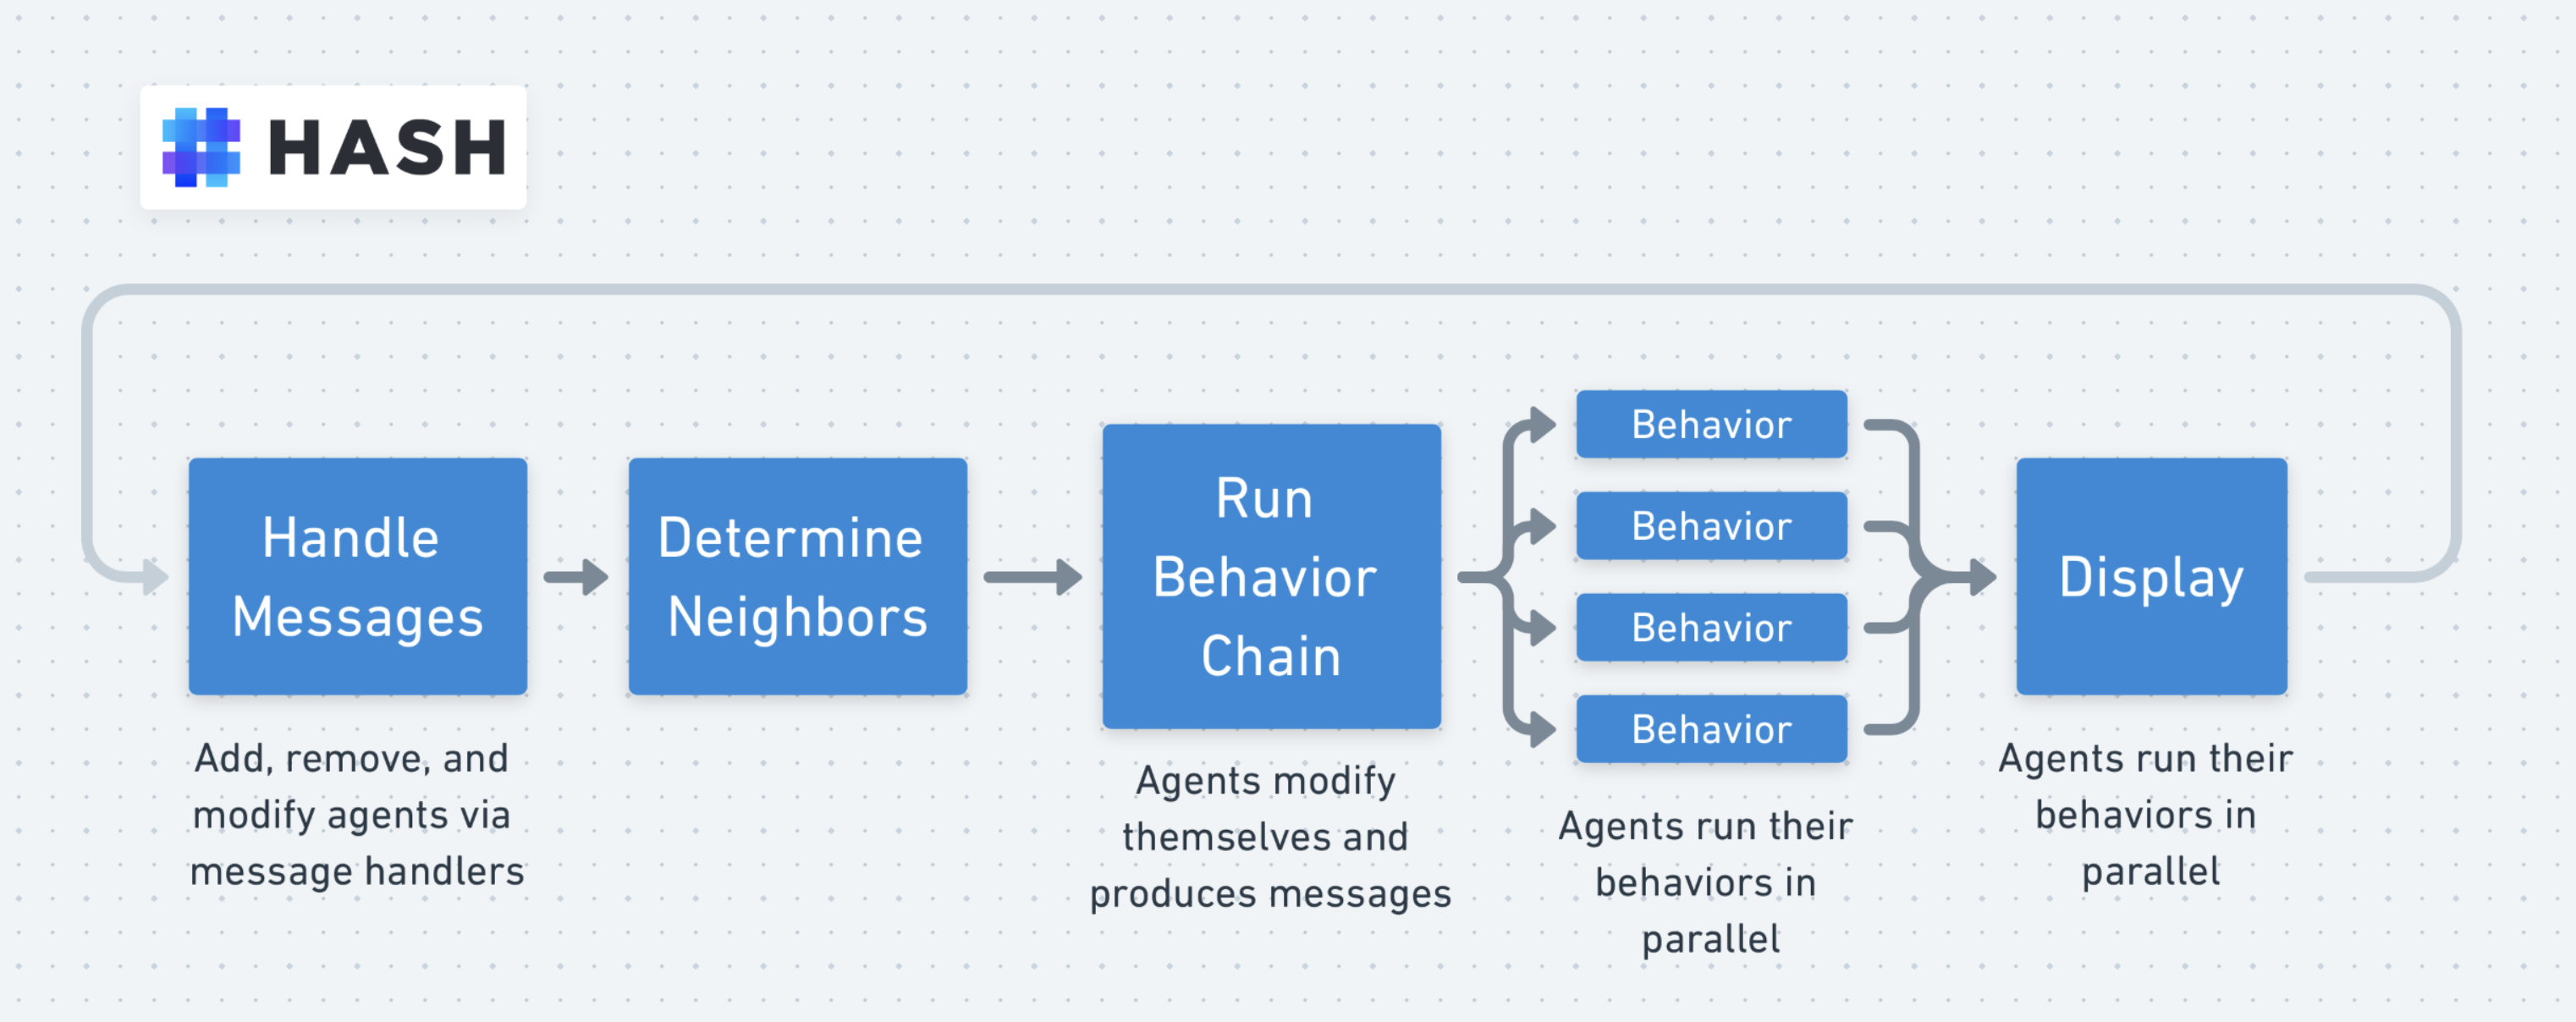 HASH
Handle
Messages
Add, remove, and
modify agents via
message handlers
Determine
Neighbors
Run
Behavior
Chain
Agents modify
themselves and
produces messages
Behavior
Behavior
Behavior
Behavior
Agents run their
behaviors in
parallel
Display
Agents run their
behaviors in
parallel